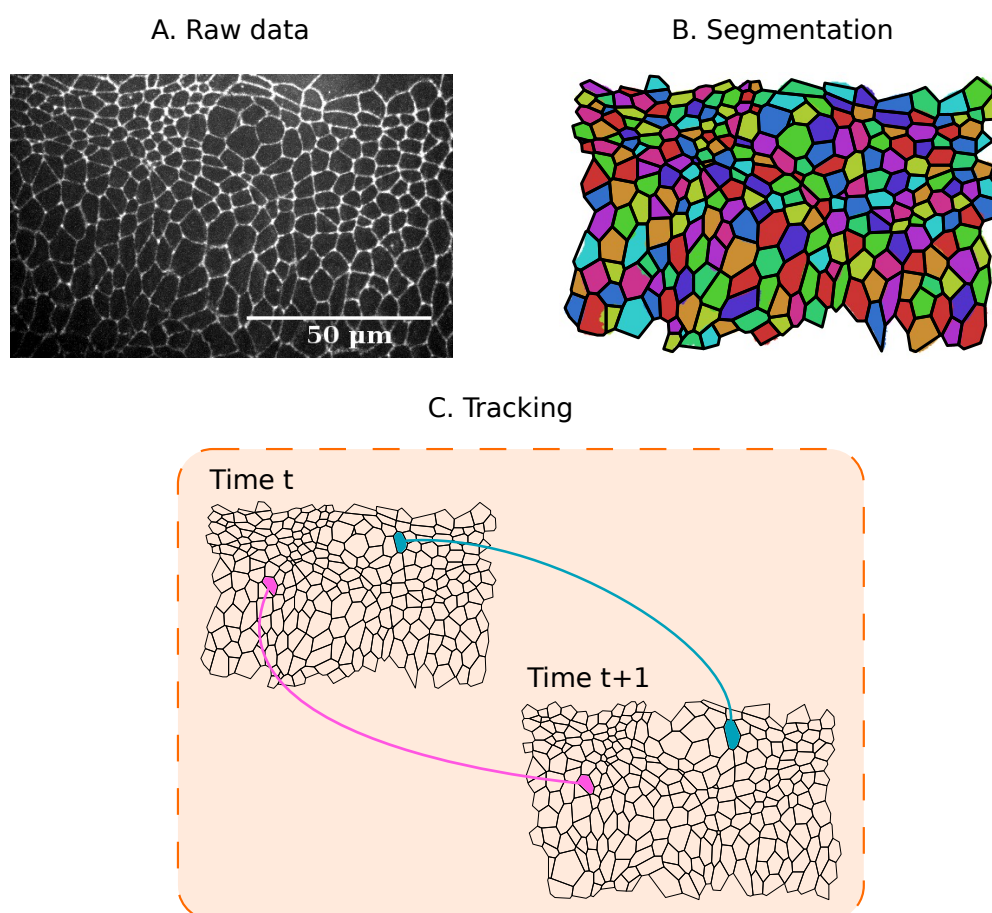 A. Raw data
B. Segmentation
50 µm
C. Tracking
Time t
Time t+1